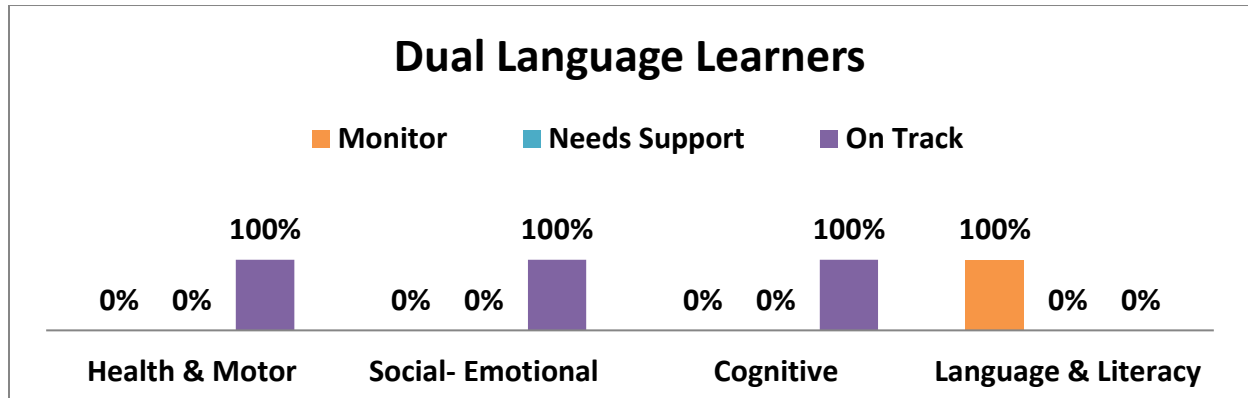 Dual Language Learners
Monitor Needs Support On Track
100% 100% 100% 100%
0% 0% 0% 0% 0% 0% 0% 0%
Health & Motor Social- Emotional Cognitive Language & Literacy